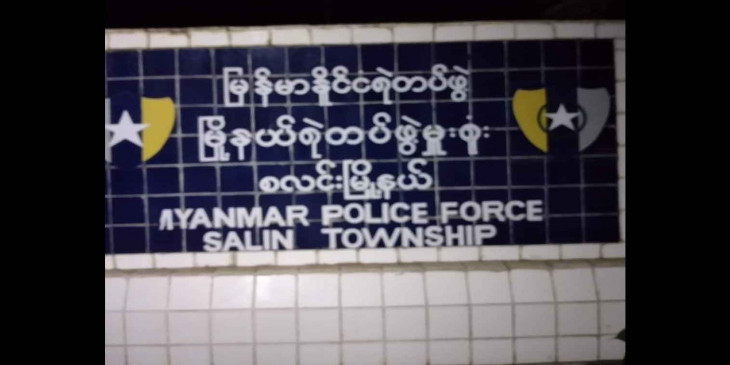 မြန်မာနိုင်ငံရဲတပ်ဖွဲ့
မြို့နယ်ရဲတပ်ဖွဲ့မှူးရုံး
စလင်းမြို့နယ်
MYANMAR POLICE FORCE
SALIN TOWNSHIP